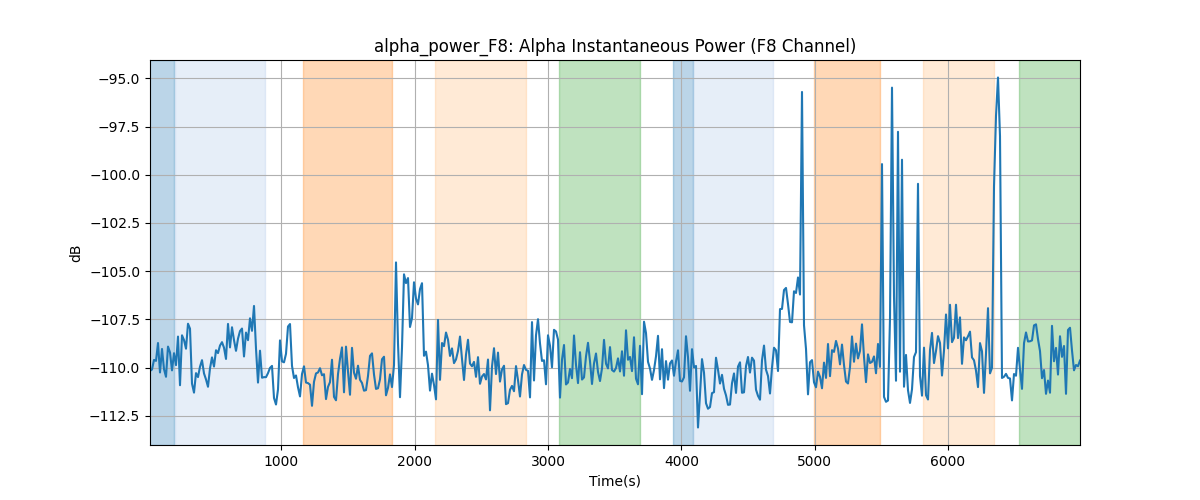 alpha_power_F8: Alpha Instantaneous Power (F8 Channel)
−95.0
−97.5
−100.0
−102.5
−105.0
−107.5
−110.0
−112.5
dB
1000 2000 3000 4000 5000 6000
Time(s)